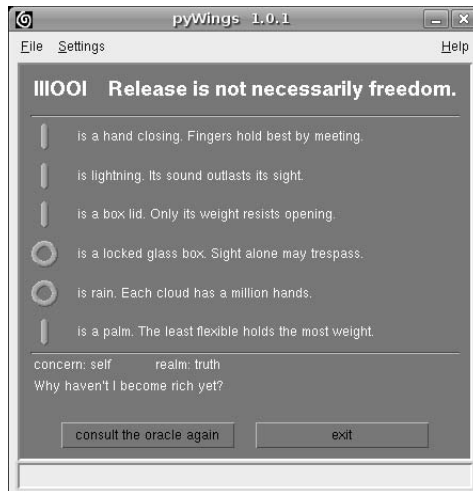 pyWings 1.0.1
File Settings Help
IIIOOI Release is not necessarily freedom.
is a hand closing. Fingers hold best by meeting.
is lightning. Its sound outlasts its sight.
is a box lid. Only its weight resists opening.
is a locked glass box. Sight alone may trespass.
is rain. Each cloud has a million hands.
is a palm. The least flexible holds the most weight.
concern: self realm: truth
Why haven't I become rich yet?
consult the oracle again exit